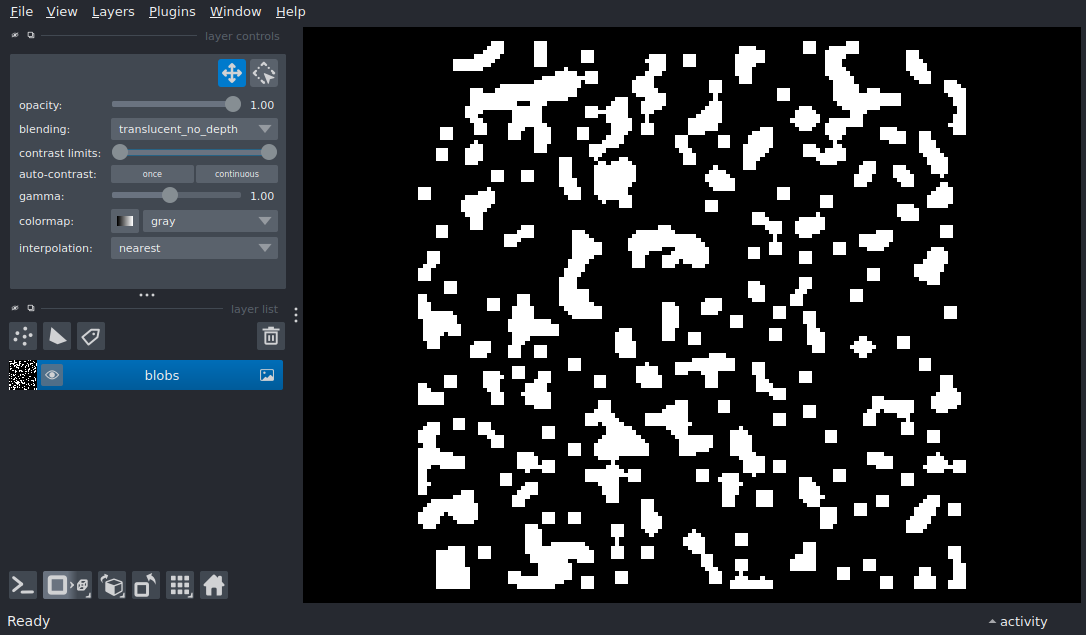 File View Layers Plugins Window Help
layer controls
opacity: 1.00
blending: translucent_no_depth
contrast limits:
auto-contrast: once continuous
gamma: 1.00
colormap: gray
interpolation: nearest
layer list
blobs
Ready
activity